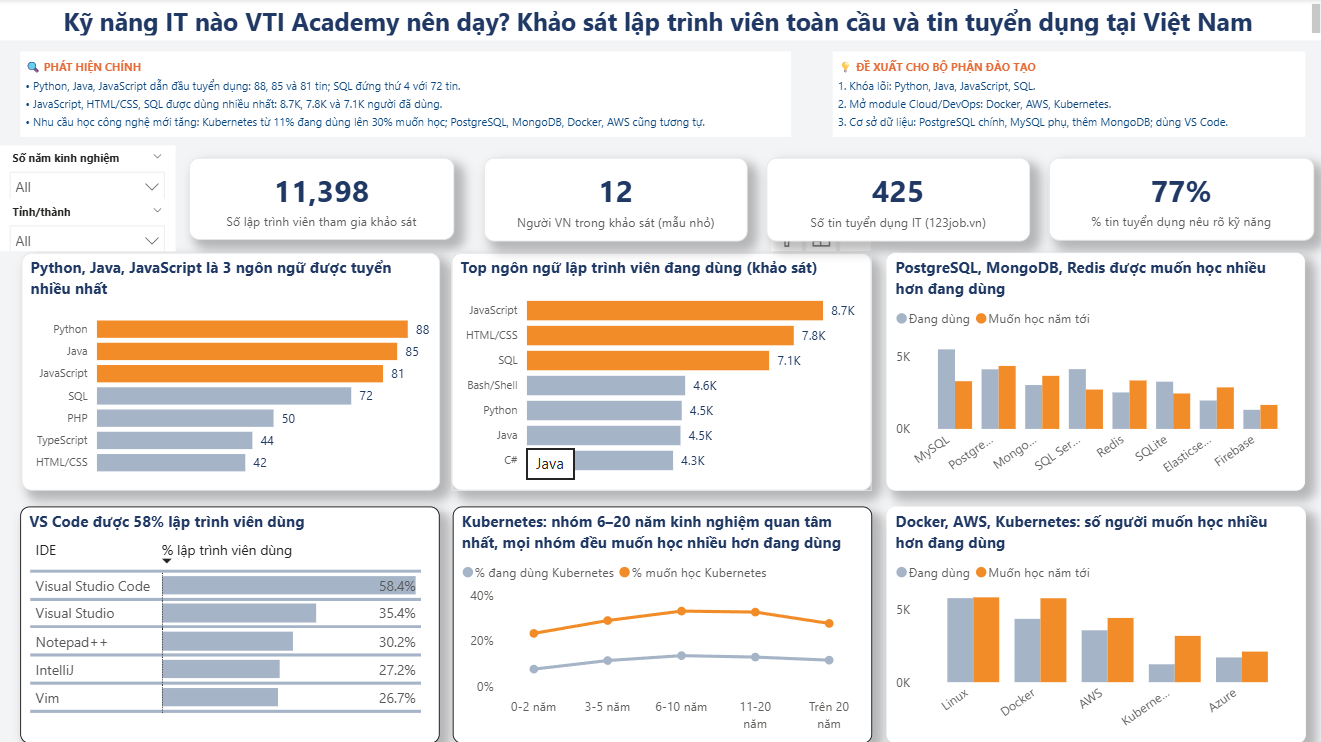 Kỹ năng IT nào VTI Academy nên dạy? Khảo sát lập trình viên toàn cầu và tin tuyển dụng tại Việt Nam
🔍 PHÁT HIỆN CHÍNH
• Python, Java, JavaScript dẫn đầu tuyển dụng: 88, 85 và 81 tin; SQL đứng thứ 4 với 72 tin.
• JavaScript, HTML/CSS, SQL được dùng nhiều nhất: 8.7K, 7.8K và 7.1K người đã dùng.
• Nhu cầu học công nghệ mới tăng: Kubernetes từ 11% đang dùng lên 30% muốn học; PostgreSQL, MongoDB, Docker, AWS cũng tương tự.
💡 ĐỀ XUẤT CHO BỘ PHẬN ĐÀO TẠO
1. Khóa lõi: Python, Java, JavaScript, SQL.
2. Mở module Cloud/DevOps: Docker, AWS, Kubernetes.
3. Cơ sở dữ liệu: PostgreSQL chính, MySQL phụ, thêm MongoDB; dùng VS Code.
Số năm kinh nghiệm
All
Tỉnh/thành
All
11,398
Số lập trình viên tham gia khảo sát
12
Người VN trong khảo sát (mẫu nhỏ)
425
Số tin tuyển dụng IT (123job.vn)
77%
% tin tuyển dụng nêu rõ kỹ năng
Python, Java, JavaScript là 3 ngôn ngữ được tuyển
nhiều nhất
Python 88
Java 85
JavaScript 81
SQL 72
PHP 50
TypeScript 44
HTML/CSS 42
Top ngôn ngữ lập trình viên đang dùng (khảo sát)
JavaScript 8.7K
HTML/CSS 7.8K
SQL 7.1K
Bash/Shell 4.6K
Python 4.5K
Java 4.5K
C# 4.3K
Java
PostgreSQL, MongoDB, Redis được muốn học nhiều
hơn đang dùng
Đang dùng Muốn học năm tới
5K
0K
MySQL Postgre... Mongo... SQL Ser... Redis SQLite Elasticse... Firebase
VS Code được 58% lập trình viên dùng
IDE % lập trình viên dùng
Visual Studio Code 58.4%
Visual Studio 35.4%
Notepad++ 30.2%
IntelliJ 27.2%
Vim 26.7%
Kubernetes: nhóm 6–20 năm kinh nghiệm quan tâm
nhất, mọi nhóm đều muốn học nhiều hơn đang dùng
% đang dùng Kubernetes % muốn học Kubernetes
40%
20%
0%
0-2 năm 3-5 năm 6-10 năm 11-20 năm Trên 20 năm
Docker, AWS, Kubernetes: số người muốn học nhiều
hơn đang dùng
Đang dùng Muốn học năm tới
5K
0K
Linux Docker AWS Kuberne... Azure